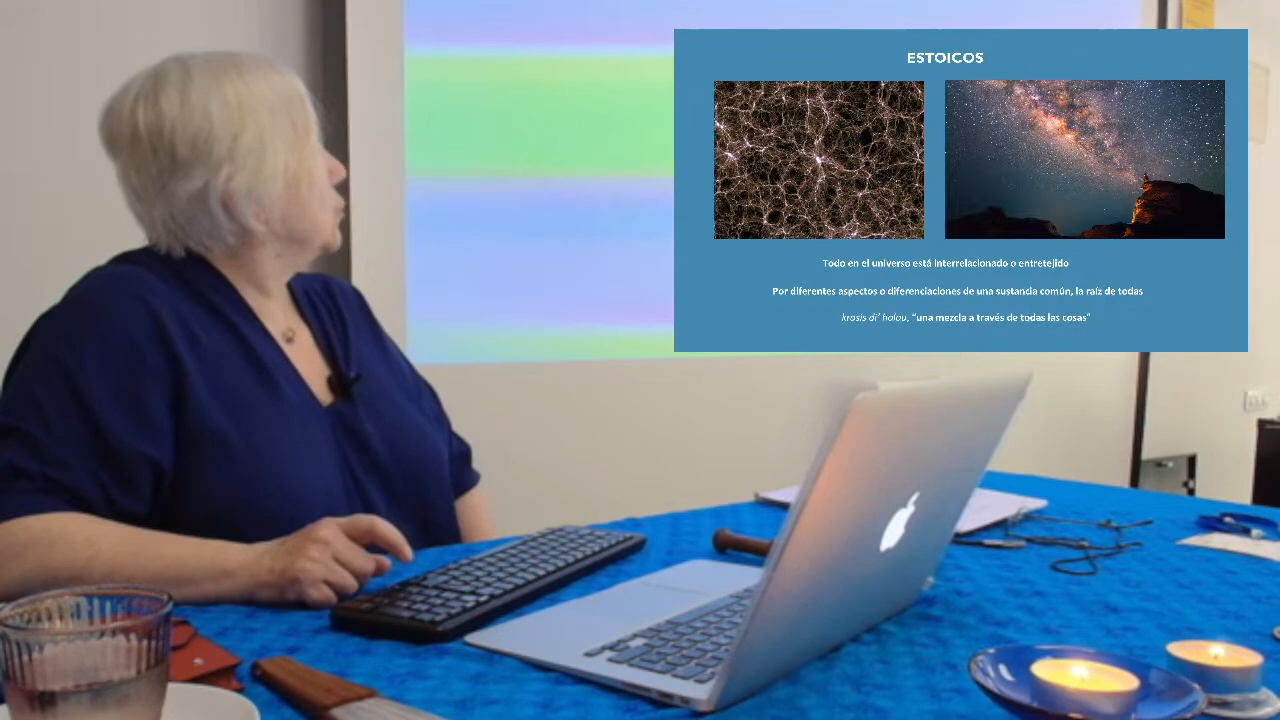 ESTOICOS
Todo en el universo está interrelacionado o entretejido
Por diferentes aspectos o diferenciaciones de una sustancia común, la raíz de todas
krasis di' holou, “una mezcla a través de todas las cosas”